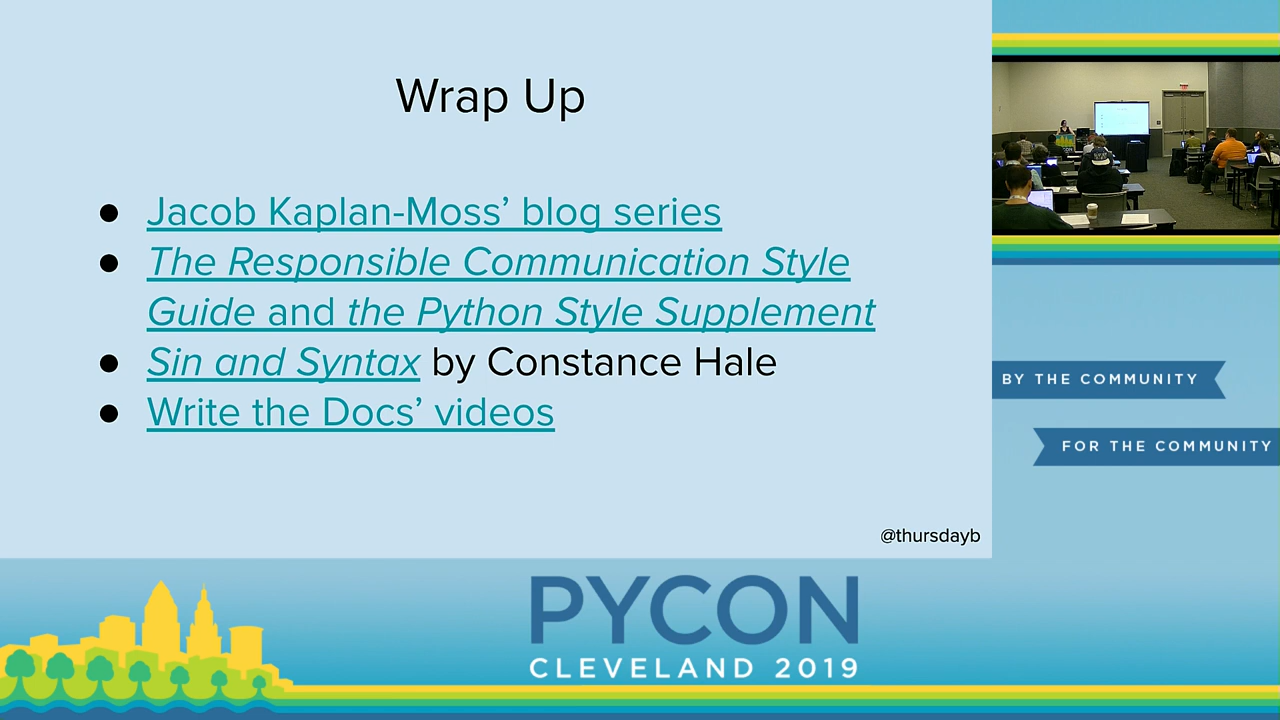 Wrap Up
● Jacob Kaplan-Moss’ blog series
● The Responsible Communication Style
Guide and the Python Style Supplement
● Sin and Syntax by Constance Hale
● Write the Docs’ videos
@thursdayb
BY THE COMMUNITY
FOR THE COMMUNITY
PYCON
CLEVELAND 2019